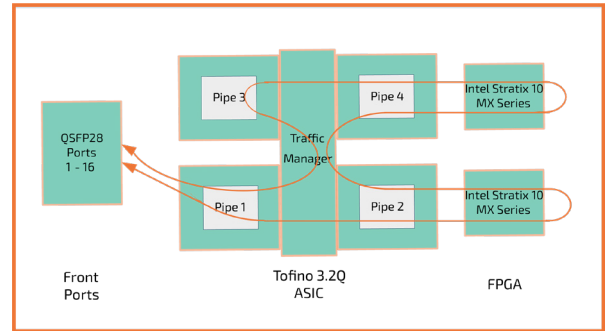 QSFP28
Ports
1 - 16
Pipe 3
Pipe 4
Intel Stratix 10
MX Series
Traffic
Manager
Pipe 1
Pipe 2
Intel Stratix 10
MX Series
Front
Ports
Tofino 3.2Q
ASIC
FPGA